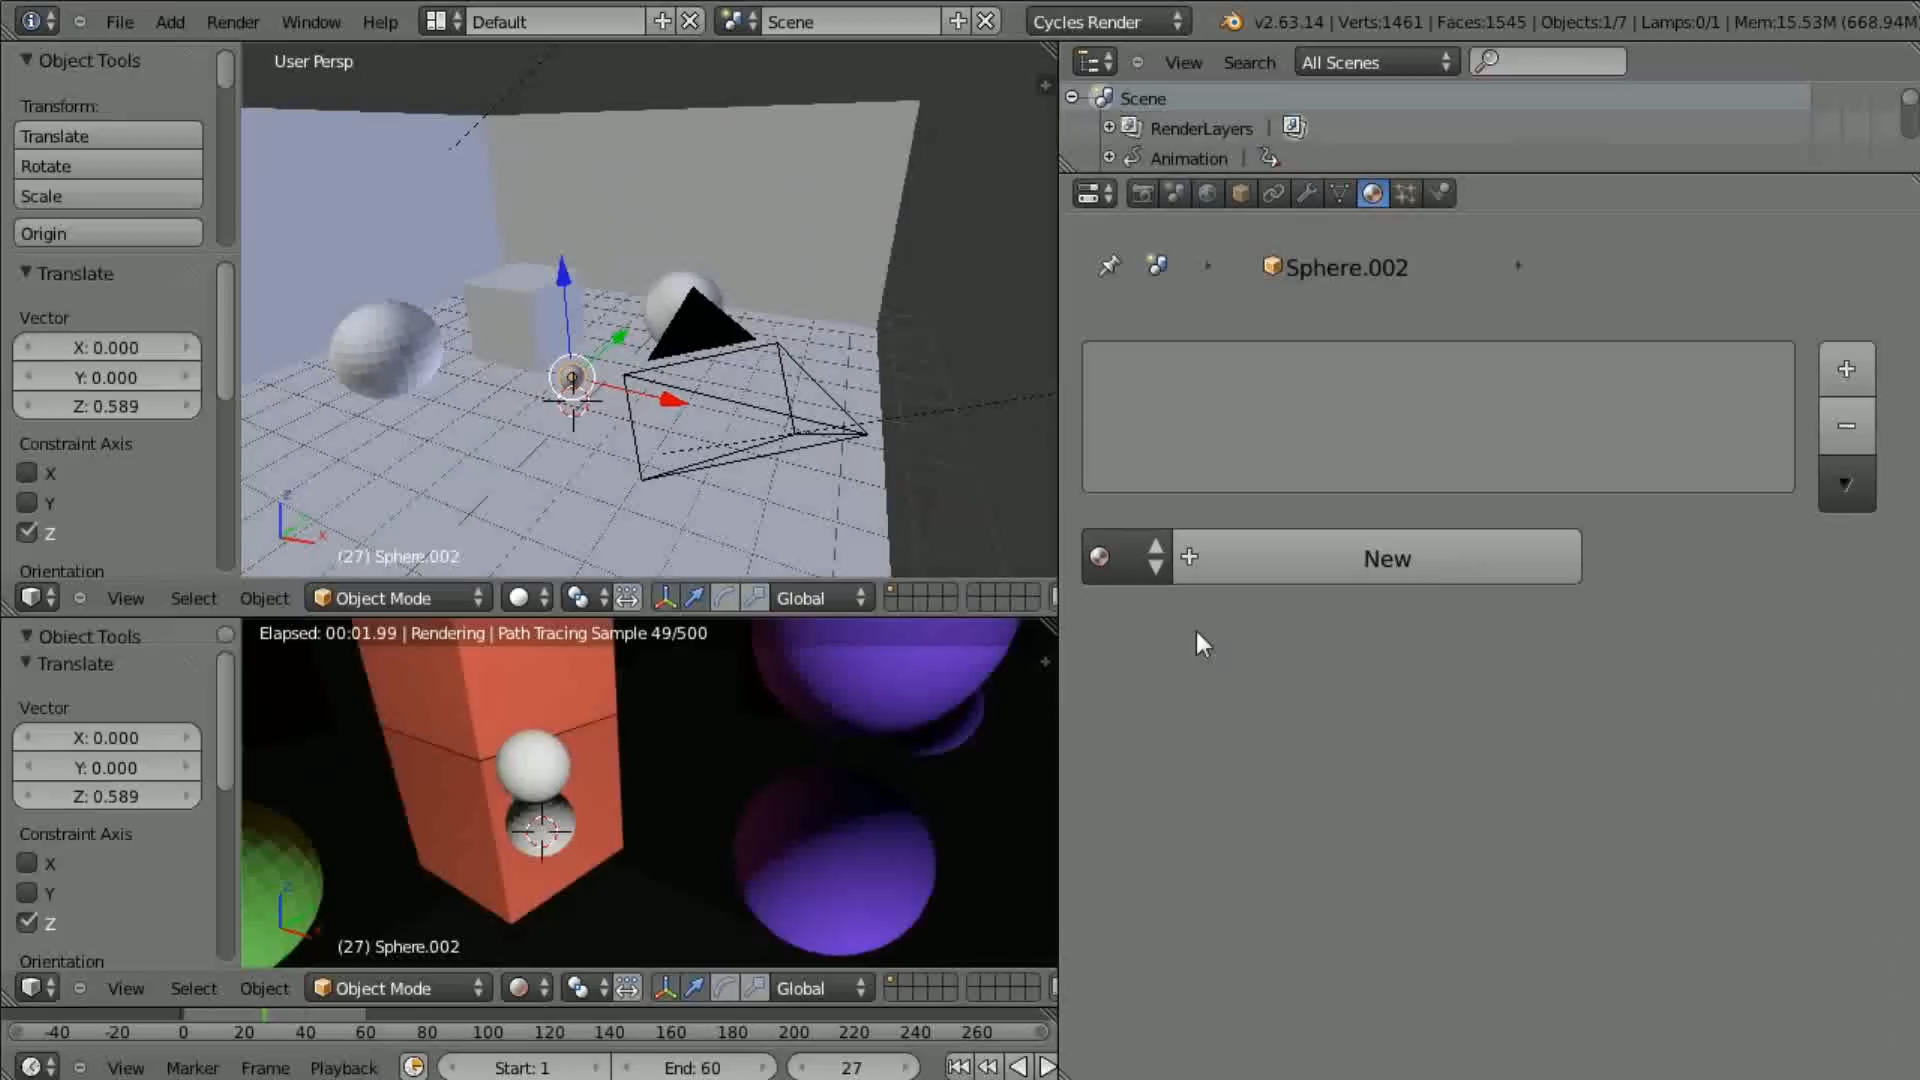 File Add Render Window Help Default Scene Cycles Render v2.63.14 | Verts:1461 | Faces:1545 | Objects:1/7 | Lamps:0/1 | Mem:15.53M (668.94M
Object Tools
Transform:
Translate
Rotate
Scale
Origin
Translate
Vector
X: 0.000
Y: 0.000
Z: 0.589
Constraint Axis
X
Y
Z
Orientation
User Persp
(27) Sphere.002
View Select Object Object Mode Global
Object Tools
Translate
Vector
X: 0.000
Y: 0.000
Z: 0.589
Constraint Axis
X
Y
Z
Orientation
Elapsed: 00:01.99 | Rendering | Path Tracing Sample 49/500
(27) Sphere.002
View Select Object Object Mode Global
-40 -20 0 20 40 60 80 100 120 140 160 180 200 220 240 260
View Marker Frame Playback Start: 1 End: 60 27
View Search All Scenes
Scene
RenderLayers |
Animation |
Sphere.002
New